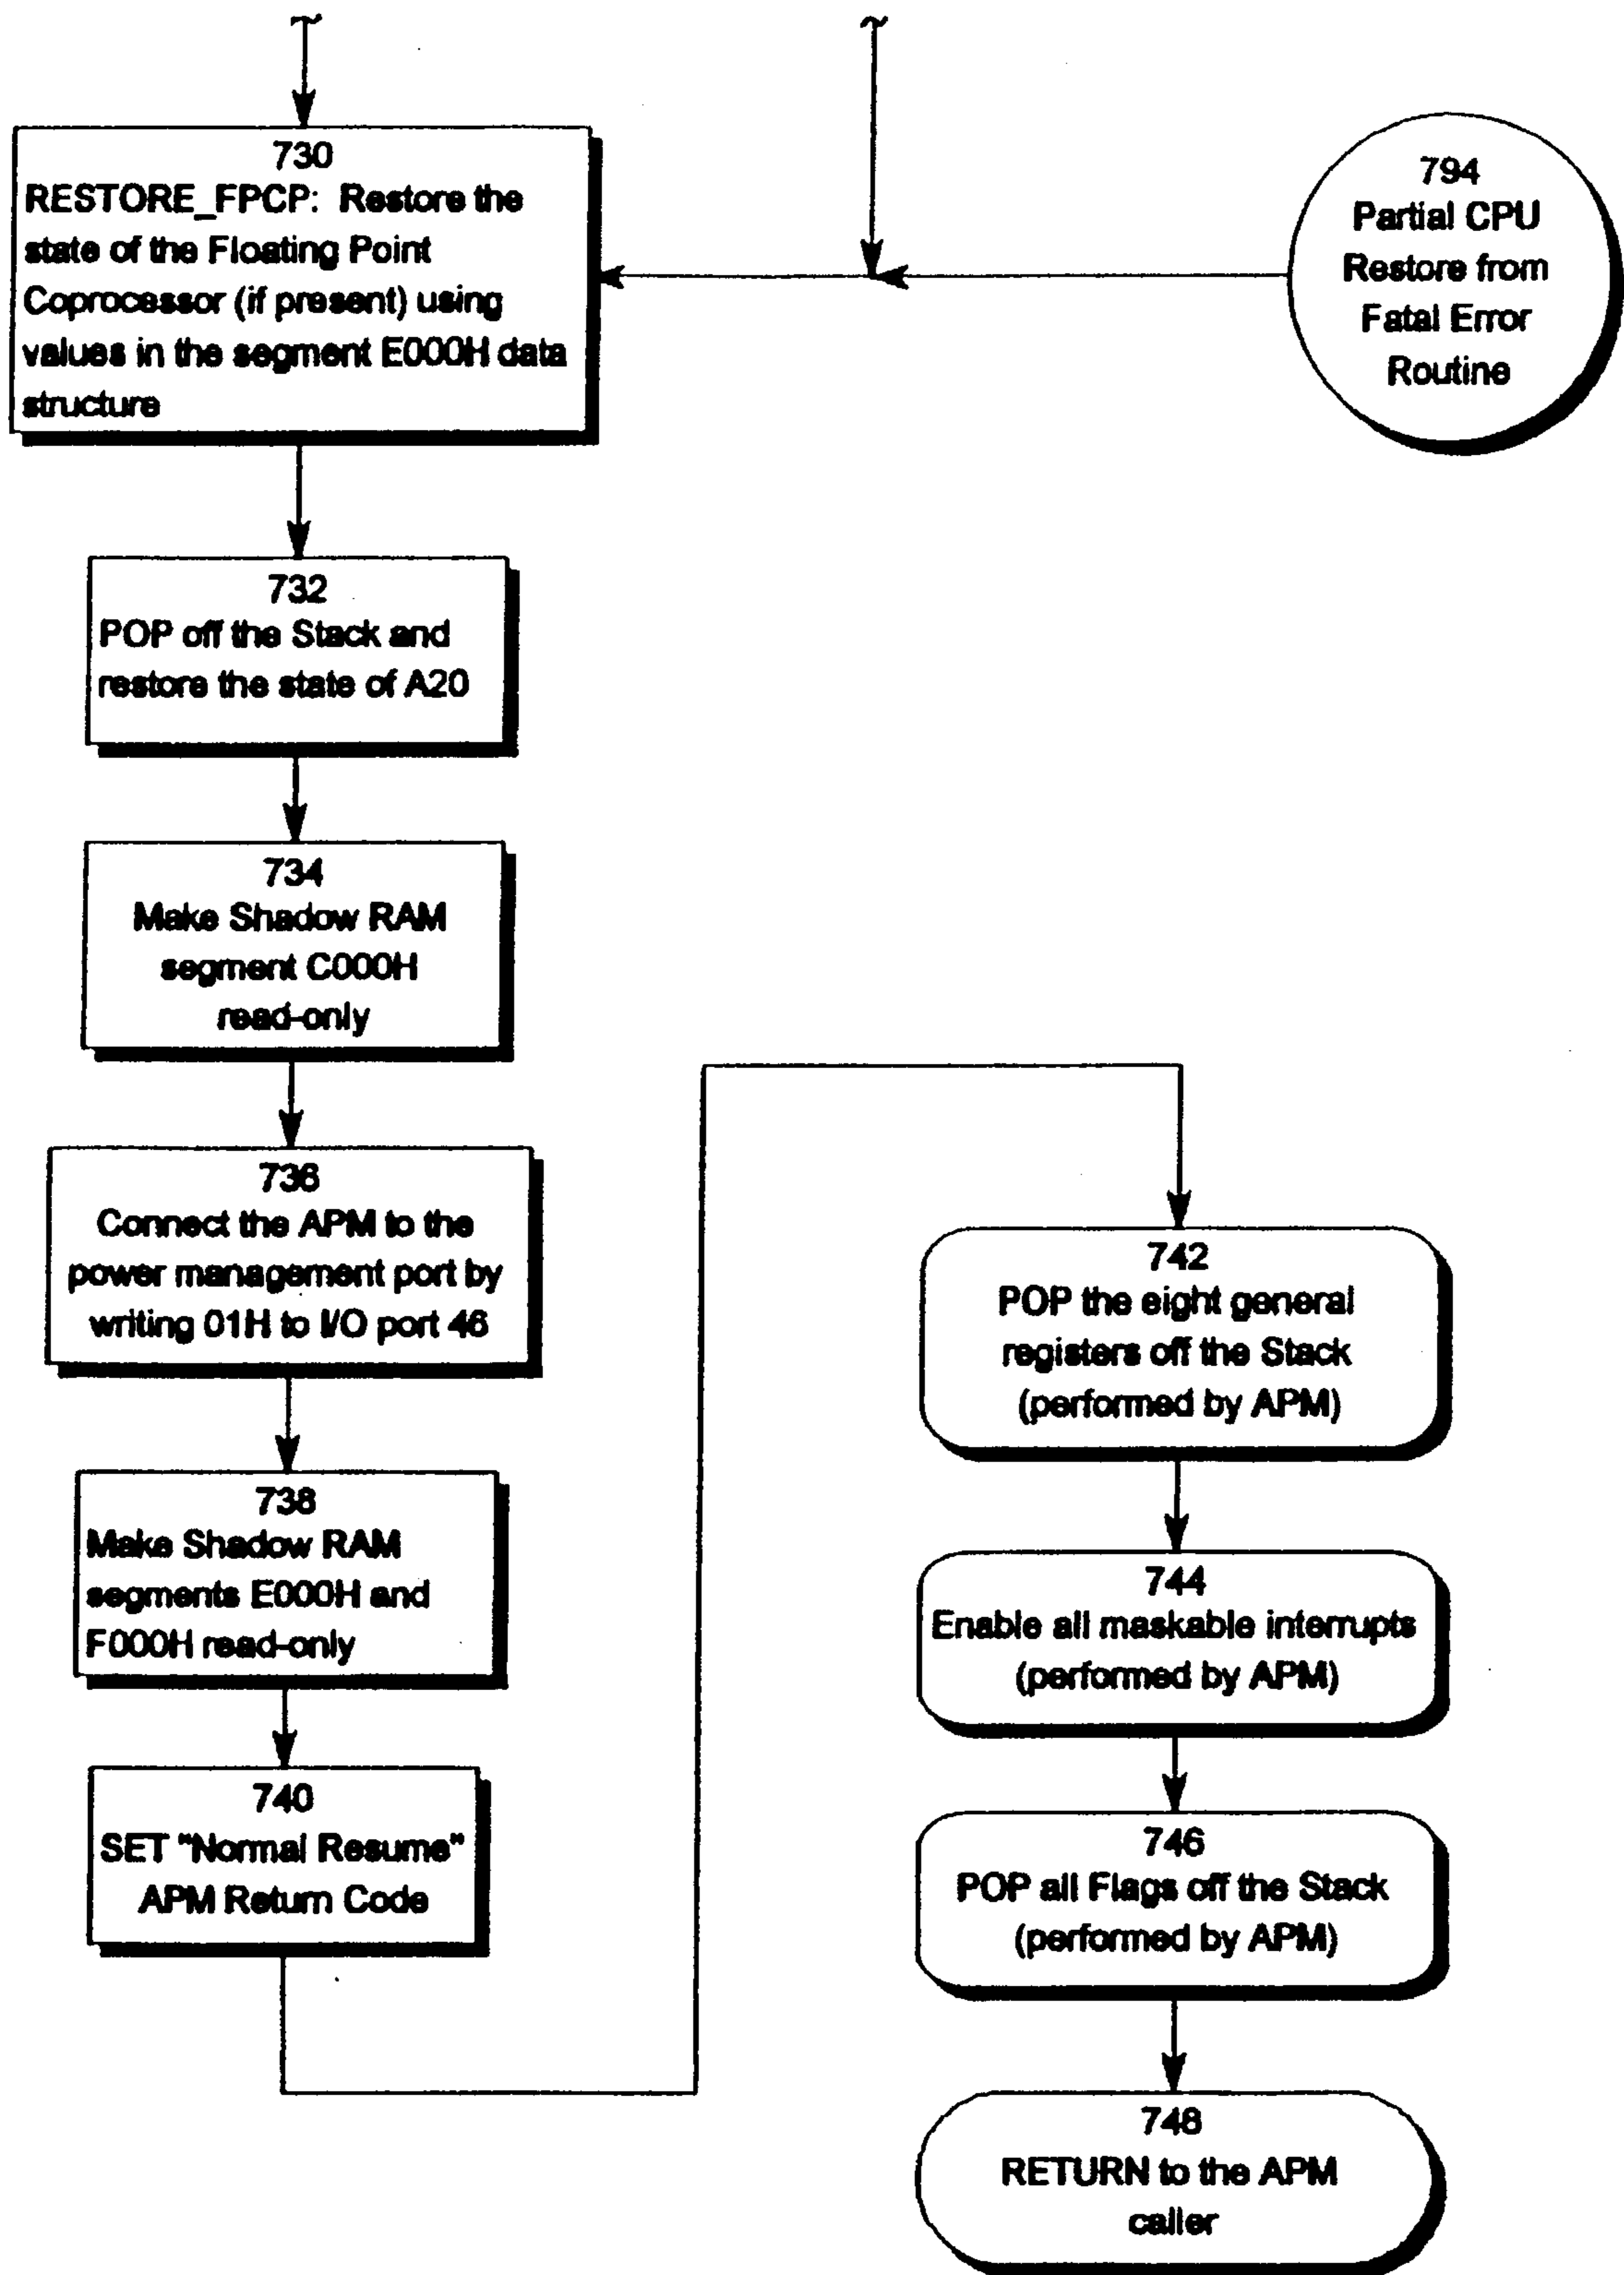 730
RESTORE_FPCP: Restore the
state of the Floating Point
Coprocessor (if present) using
values in the segment E000H data
structure
794
Partial CPU
Restore from
Fatal Error
Routine
732
POP off the Stack and
restore the state of A20
734
Make Shadow RAM
segment C000H
read-only
736
Connect the APM to the
power management port by
writing 01H to I/O port 46
738
Make Shadow RAM
segments E000H and
F000H read-only
740
SET "Normal Resume"
APM Return Code
742
POP the eight general
registers off the Stack
(performed by APM)
744
Enable all maskable interrupts
(performed by APM)
746
POP all Flags off the Stack
(performed by APM)
748
RETURN to the APM
caller